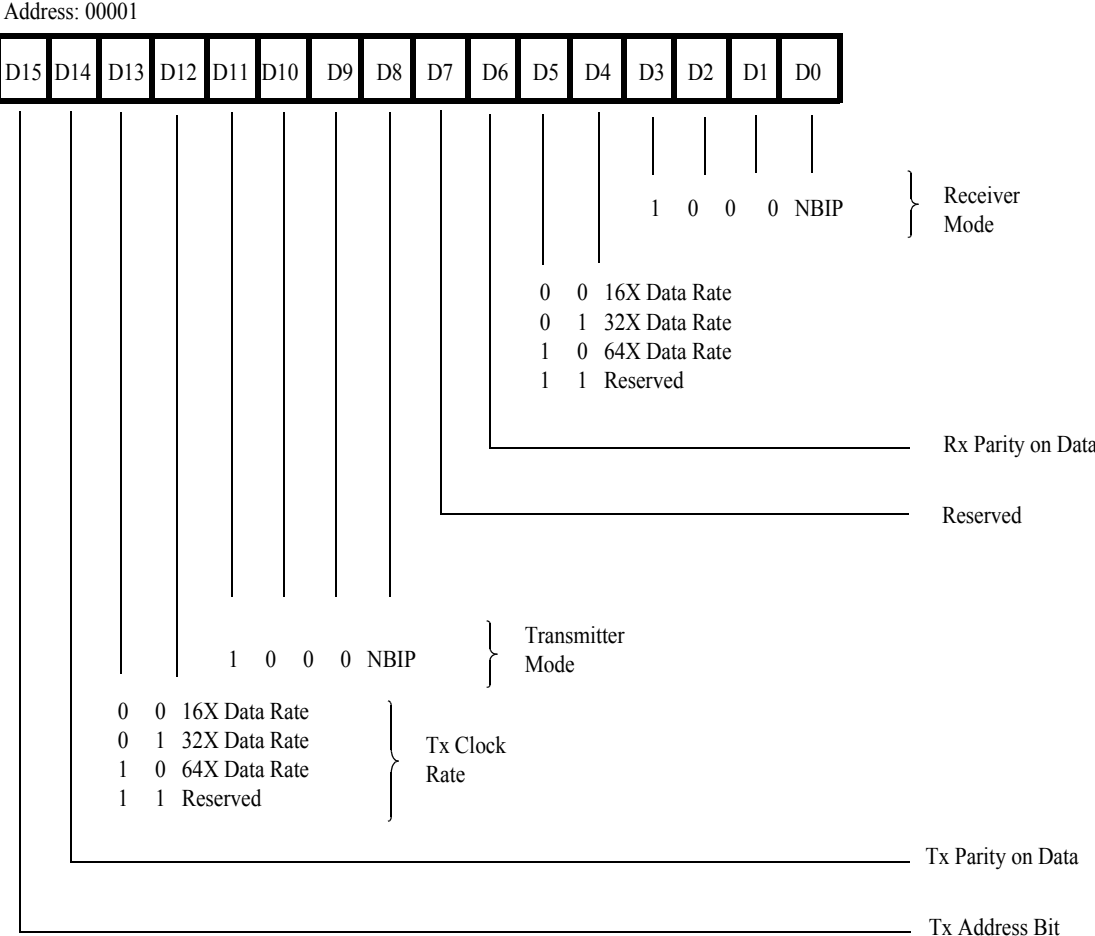 Address: 00001
D15 D14 D13 D12 D11 D10 D9 D8 D7 D6 D5 D4 D3 D2 D1 D0
1 0 0 0 NBIP
Receiver
Mode
0 0 16X Data Rate
0 1 32X Data Rate
1 0 64X Data Rate
1 1 Reserved
Rx Parity on Data
Reserved
1 0 0 0 NBIP
Transmitter
Mode
0 0 16X Data Rate
0 1 32X Data Rate
1 0 64X Data Rate
1 1 Reserved
Tx Clock
Rate
Tx Parity on Data
Tx Address Bit